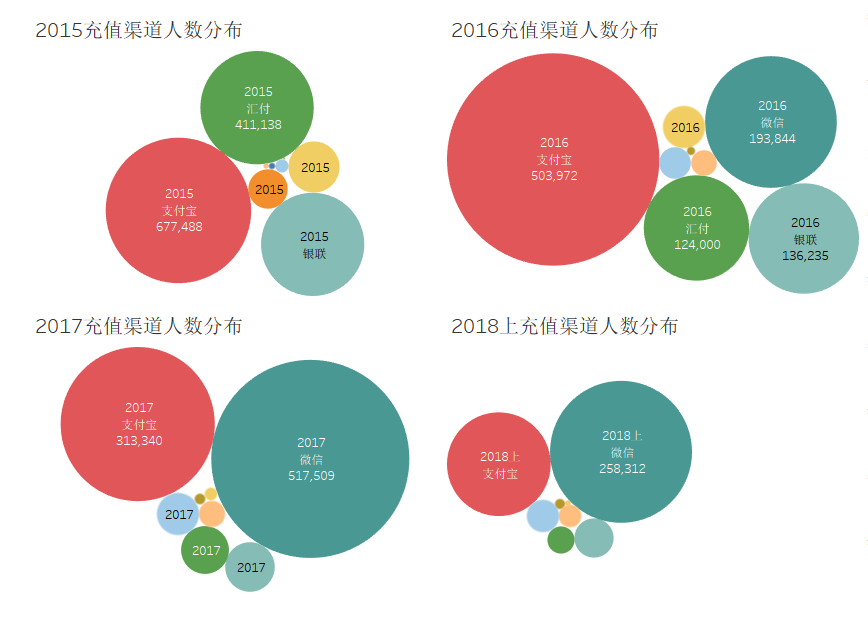 2015充值渠道人数分布
2015
汇付
411,138
2015
2015
2015
支付宝
677,488
2015
银联
2016充值渠道人数分布
2016
支付宝
503,972
2016
2016
微信
193,844
2016
汇付
124,000
2016
银联
136,235
2017充值渠道人数分布
2017
支付宝
313,340
2017
微信
517,509
2017
2017
2017
2018上充值渠道人数分布
2018上
支付宝
2018上
微信
258,312